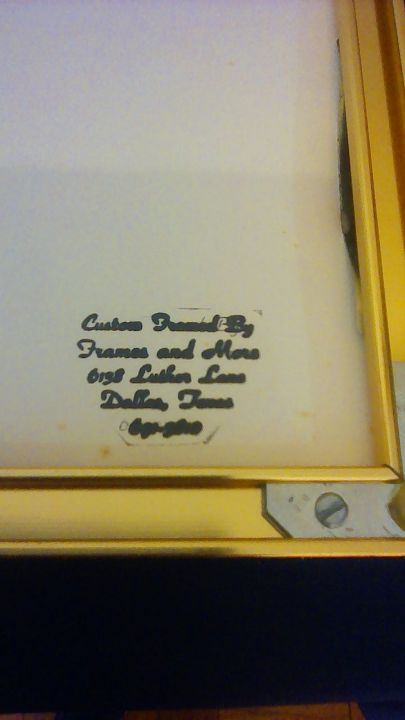 Custom Framed By
Frames and More
6138 Luther Lane
Dallas, Texas